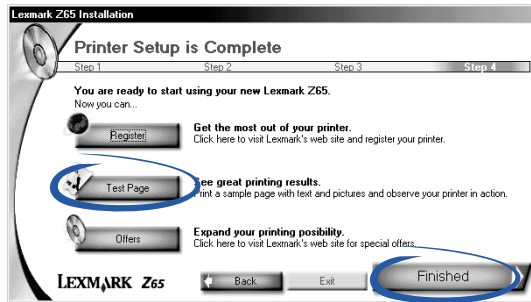 Lexmark Z65 Installation
Printer Setup is Complete
Step 1 Step 2 Step 3 Step 4
You are ready to start using your new Lexmark Z65.
Now you can...
Register
Get the most out of your printer.
Click here to visit Lexmark's web site and register your printer.
Test Page
See great printing results.
Print a sample page with text and pictures and observe your printer in action.
Offers
Expand your printing posibility.
Click here to visit Lexmark's web site for special offers.
LEXMARK Z65
Back
Exit
Finished